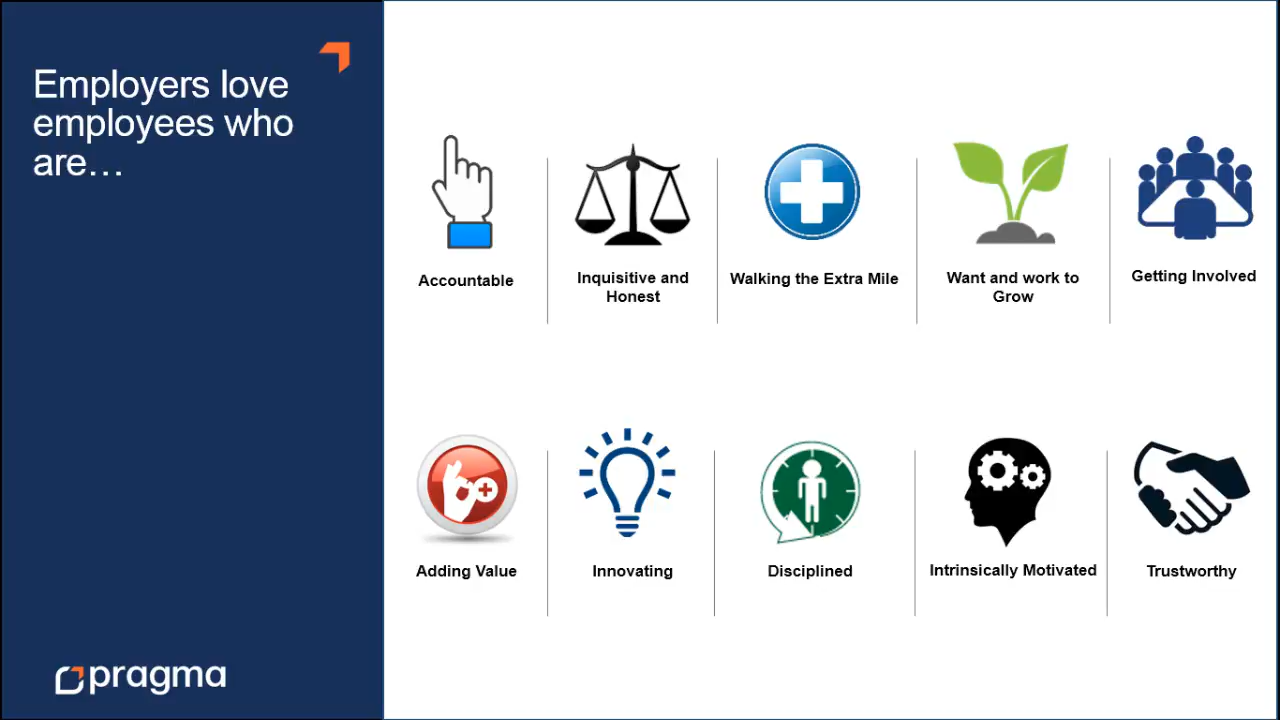 Employers love
employees who
are…
Accountable
Inquisitive and
Honest
Walking the Extra Mile
Want and work to
Grow
Getting Involved
Adding Value
Innovating
Disciplined
Intrinsically Motivated
Trustworthy
pragma